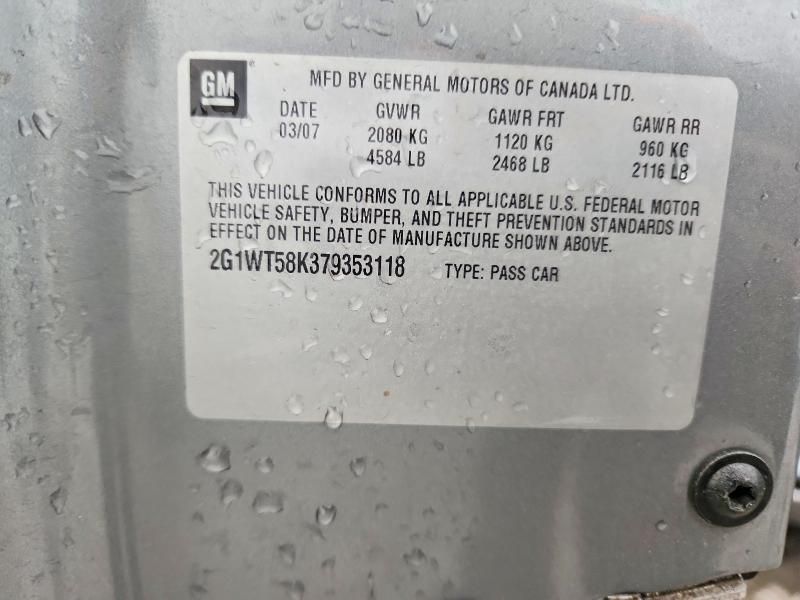 GM
MFD BY GENERAL MOTORS OF CANADA LTD.
DATE GVWR GAWR FRT GAWR RR
03/07 2080 KG 1120 KG 960 KG
4584 LB 2468 LB 2116 LB
THIS VEHICLE CONFORMS TO ALL APPLICABLE U.S. FEDERAL MOTOR
VEHICLE SAFETY, BUMPER, AND THEFT PREVENTION STANDARDS IN
EFFECT ON THE DATE OF MANUFACTURE SHOWN ABOVE.
2G1WT58K379353118 TYPE: PASS CAR